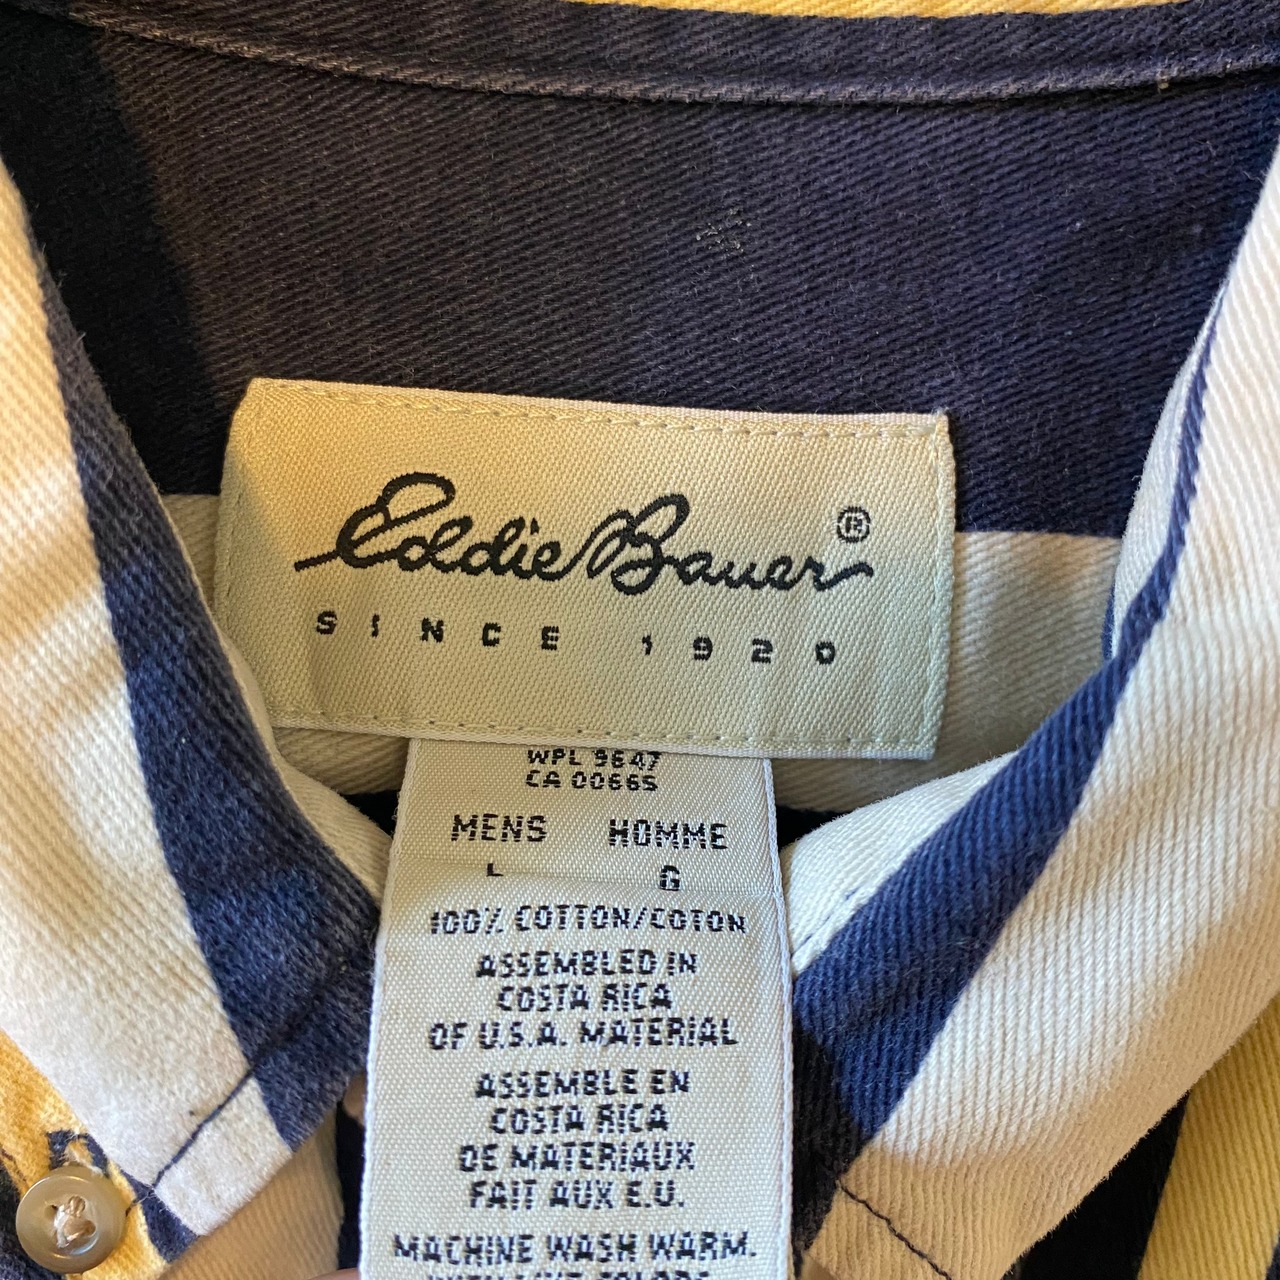 Eddie Bauer®
SINCE 1920
WPL 9647
CA 00665
MENS HOMME
L G
100% COTTON/COTON
ASSEMBLED IN
COSTA RICA
OF U.S.A. MATERIAL
ASSEMBLE EN
COSTA RICA
DE MATERIAUX
FAIT AUX E.U.
MACHINE WASH WARM.